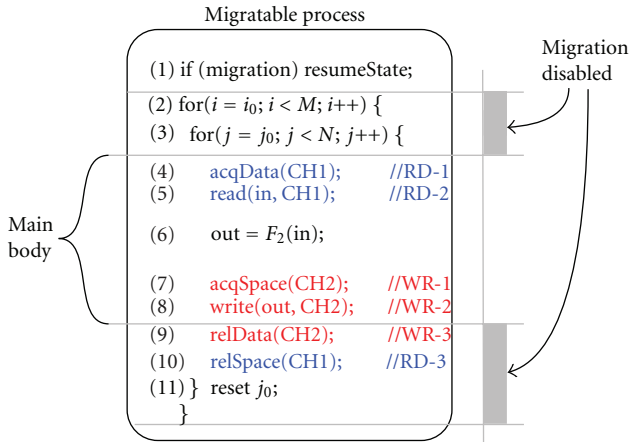 Migratable process
(1) if (migration) resumeState;
(2) for(i = i₀; i < M; i++) {
(3) for(j = j₀; j < N; j++) {
(4) acqData(CH1); //RD-1
(5) read(in, CH1); //RD-2
(6) out = F₂(in);
(7) acqSpace(CH2); //WR-1
(8) write(out, CH2); //WR-2
(9) relData(CH2); //WR-3
(10) relSpace(CH1); //RD-3
(11) } reset j₀;
}
Main
body
Migration
disabled